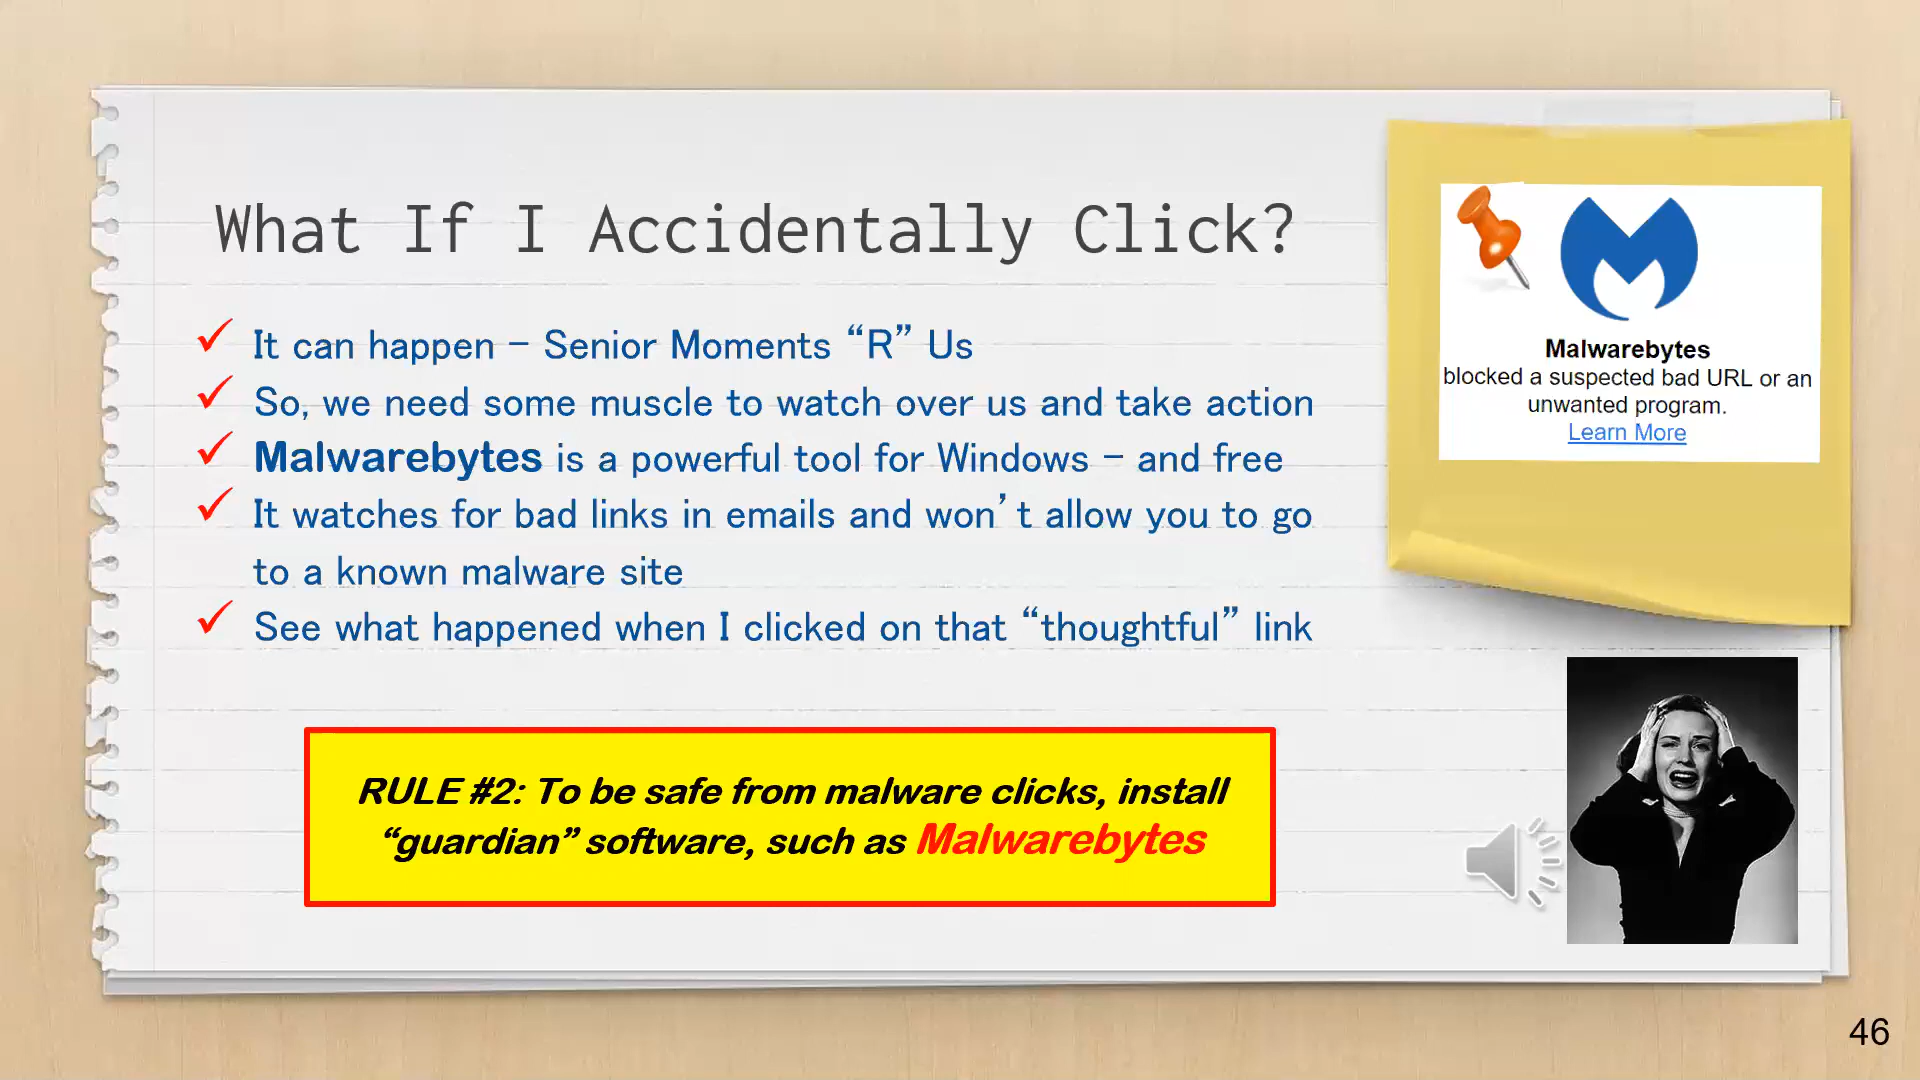 What If I Accidentally Click?
It can happen – Senior Moments “R” Us
So, we need some muscle to watch over us and take action
Malwarebytes is a powerful tool for Windows – and free
It watches for bad links in emails and won’t allow you to go
to a known malware site
See what happened when I clicked on that “thoughtful” link
RULE #2: To be safe from malware clicks, install
“guardian” software, such as Malwarebytes
Malwarebytes
blocked a suspected bad URL or an
unwanted program.
Learn More
46